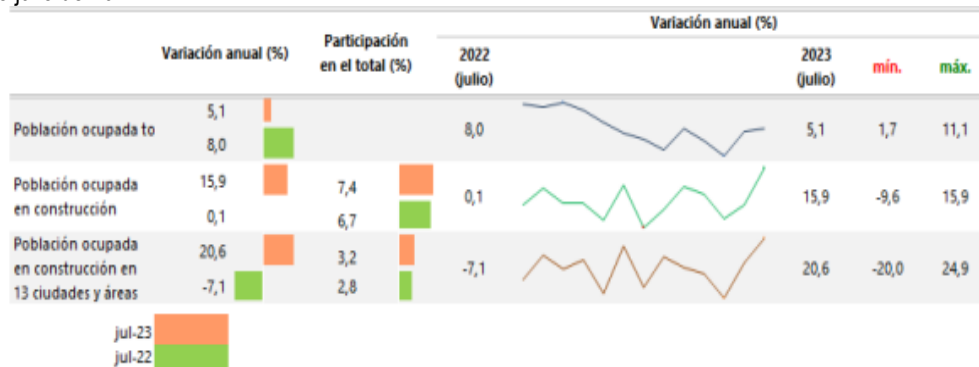 Variación anual (%)
Variación anual (%)
Participación
en el total (%)
2022
(julio)
2023
(julio)
mín.
máx.
Población ocupada to
5,1
8,0
8,0
5,1
1,7
11,1
Población ocupada
en construcción
15,9
0,1
7,4
6,7
0,1
15,9
-9,6
15,9
Población ocupada
en construcción en
13 ciudades y áreas
20,6
-7,1
3,2
2,8
-7,1
20,6
-20,0
24,9
jul-23
jul-22